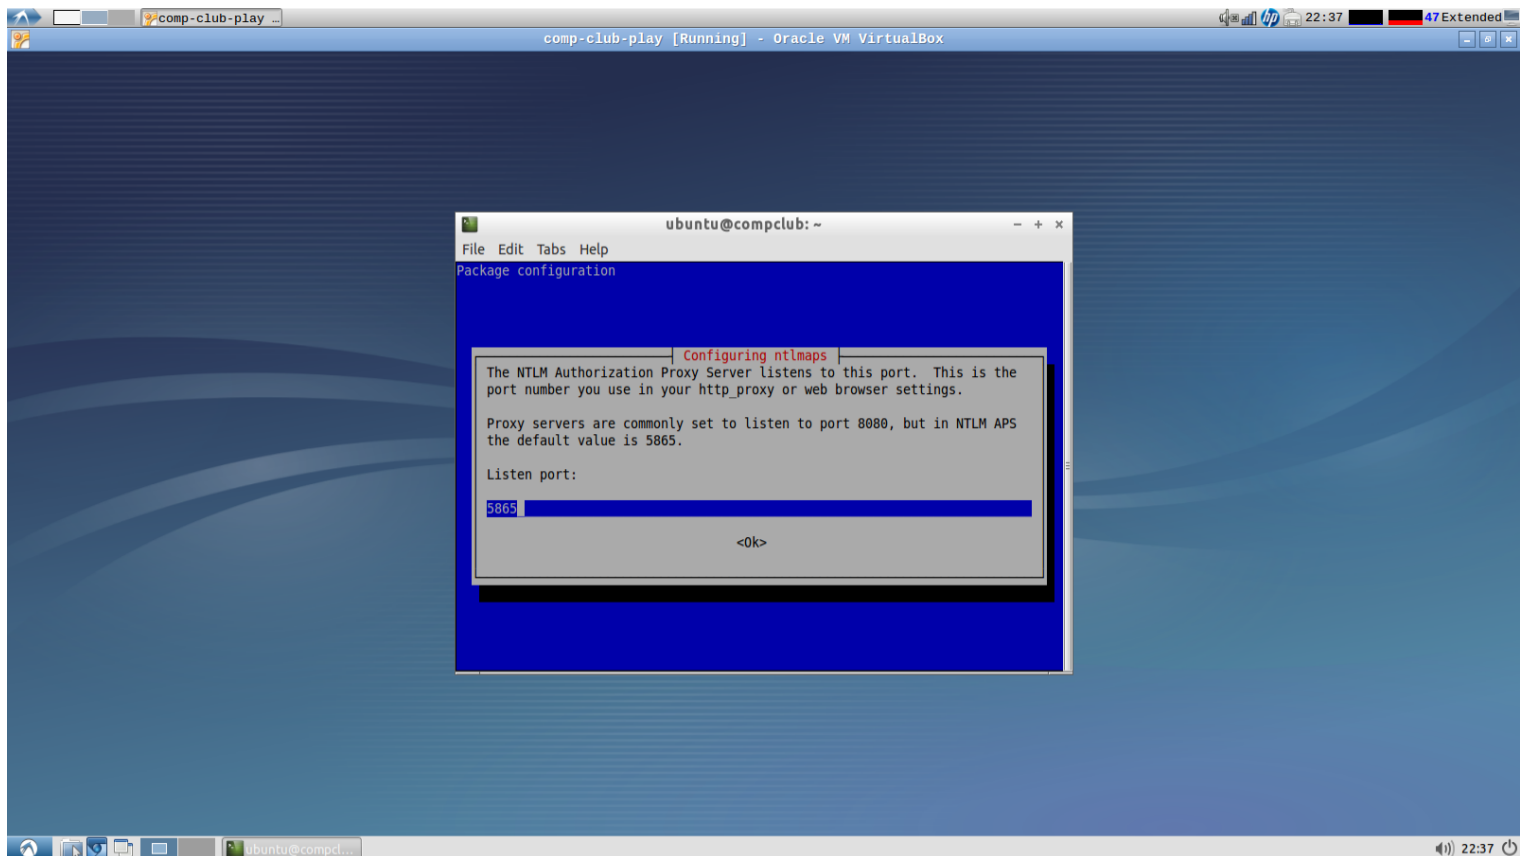 comp-club-play ...
hp
22:37
47 Extended
comp-club-play [Running] - Oracle VM VirtualBox
ubuntu@compclub: ~
File Edit Tabs Help
Package configuration
Configuring ntlmaps
The NTLM Authorization Proxy Server listens to this port.  This is the
port number you use in your http_proxy or web browser settings.
Proxy servers are commonly set to listen to port 8080, but in NTLM APS
the default value is 5865.
Listen port:
5865
<Ok>
ubuntu@compcl...
22:37